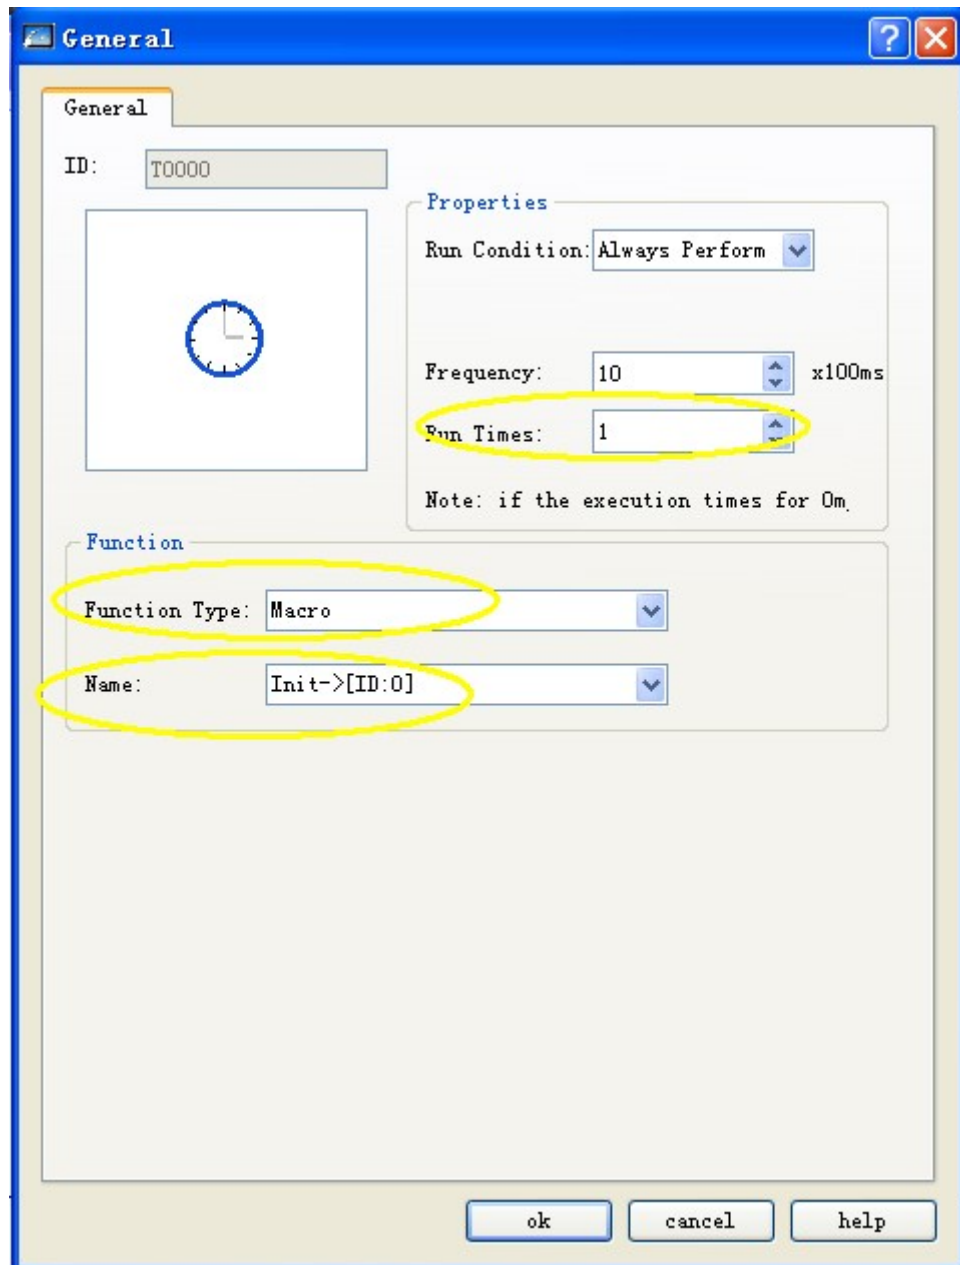 General
General
ID: T0000
Properties
Run Condition: Always Perform
Frequency: 10 x100ms
Run Times: 1
Note: if the execution times for 0m
Function
Function Type: Macro
Name: Init->[ID:0]
ok cancel help